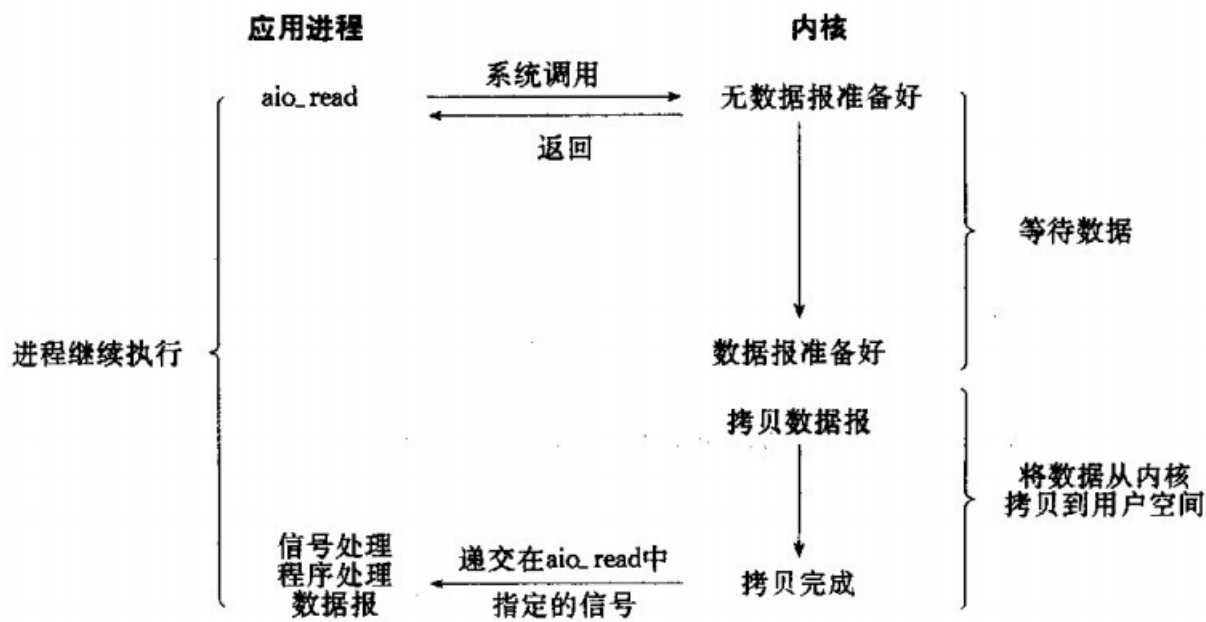 应用进程
内核
系统调用
aio_read
无数据报准备好
返回
等待数据
进程继续执行
数据报准备好
拷贝数据报
将数据从内核
拷贝到用户空间
信号处理
程序处理
数据报
递交在aio_read中
指定的信号
拷贝完成